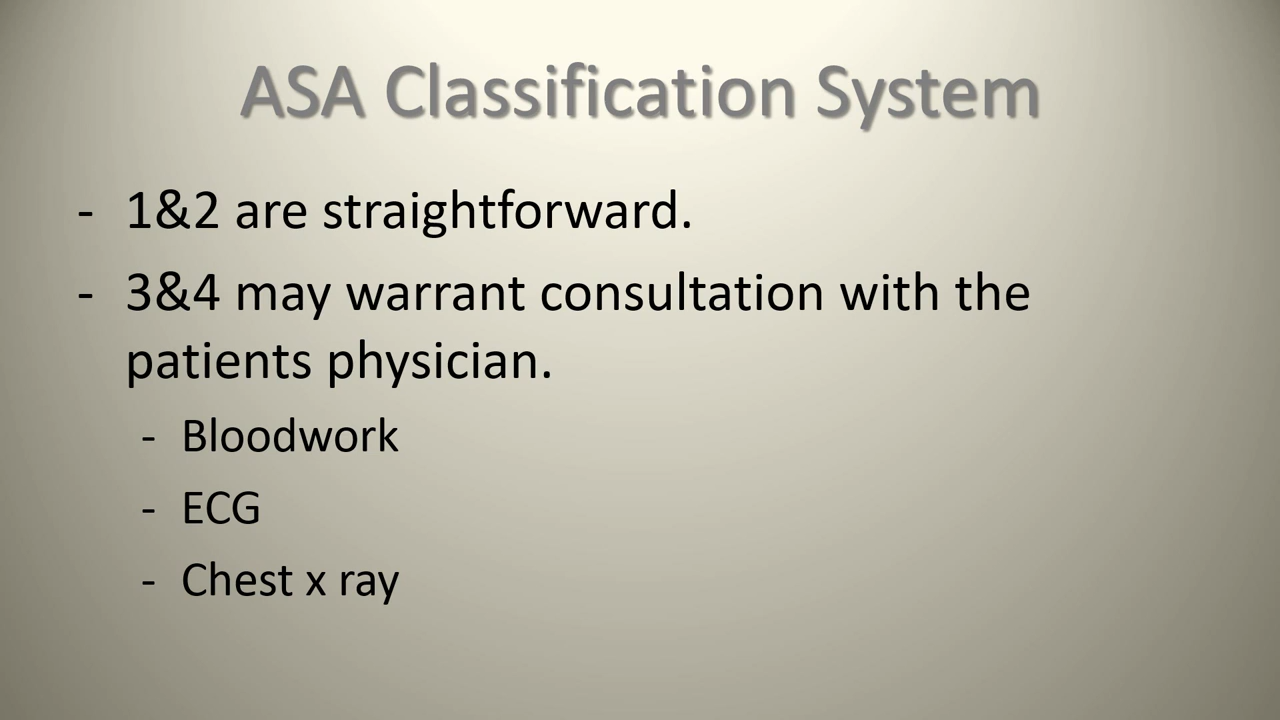 ASA Classification System
- 1&2 are straightforward.
- 3&4 may warrant consultation with the
patients physician.
- Bloodwork
- ECG
- Chest x ray